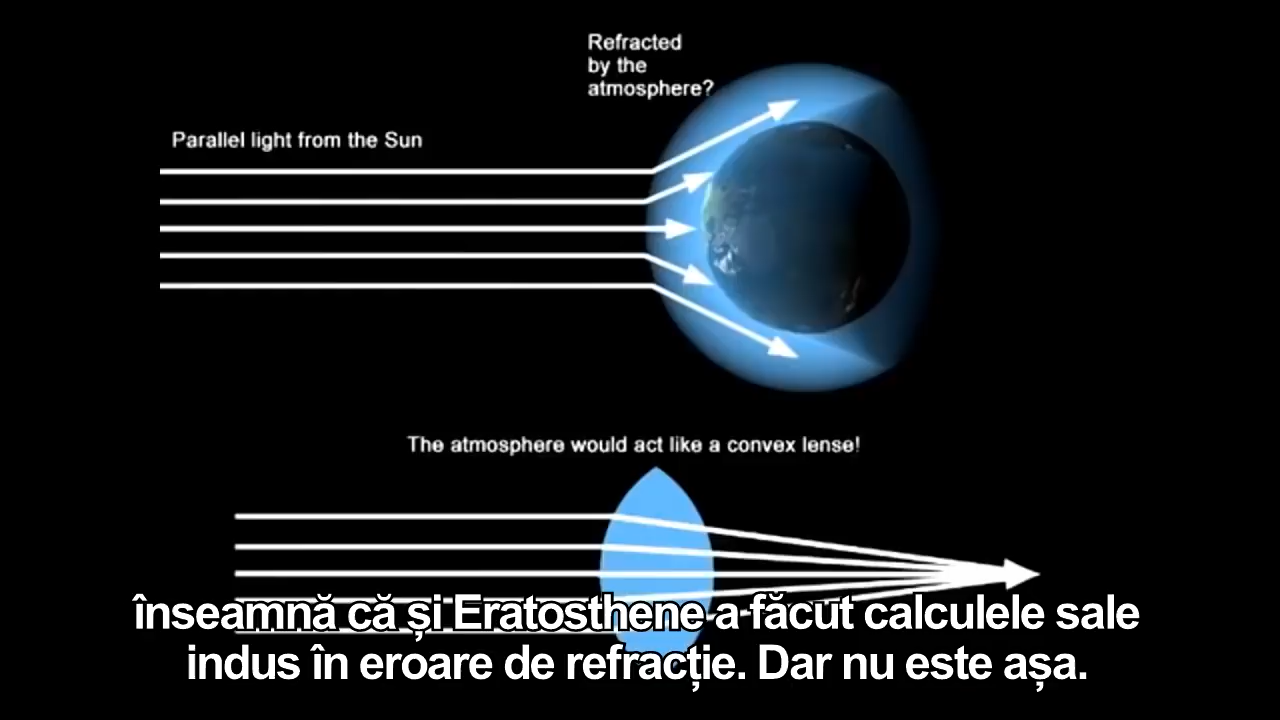 Refracted
by the
atmosphere?
Parallel light from the Sun
The atmosphere would act like a convex lense!
înseamnă că și Eratosthene a făcut calculele sale
indus în eroare de refracție. Dar nu este așa.